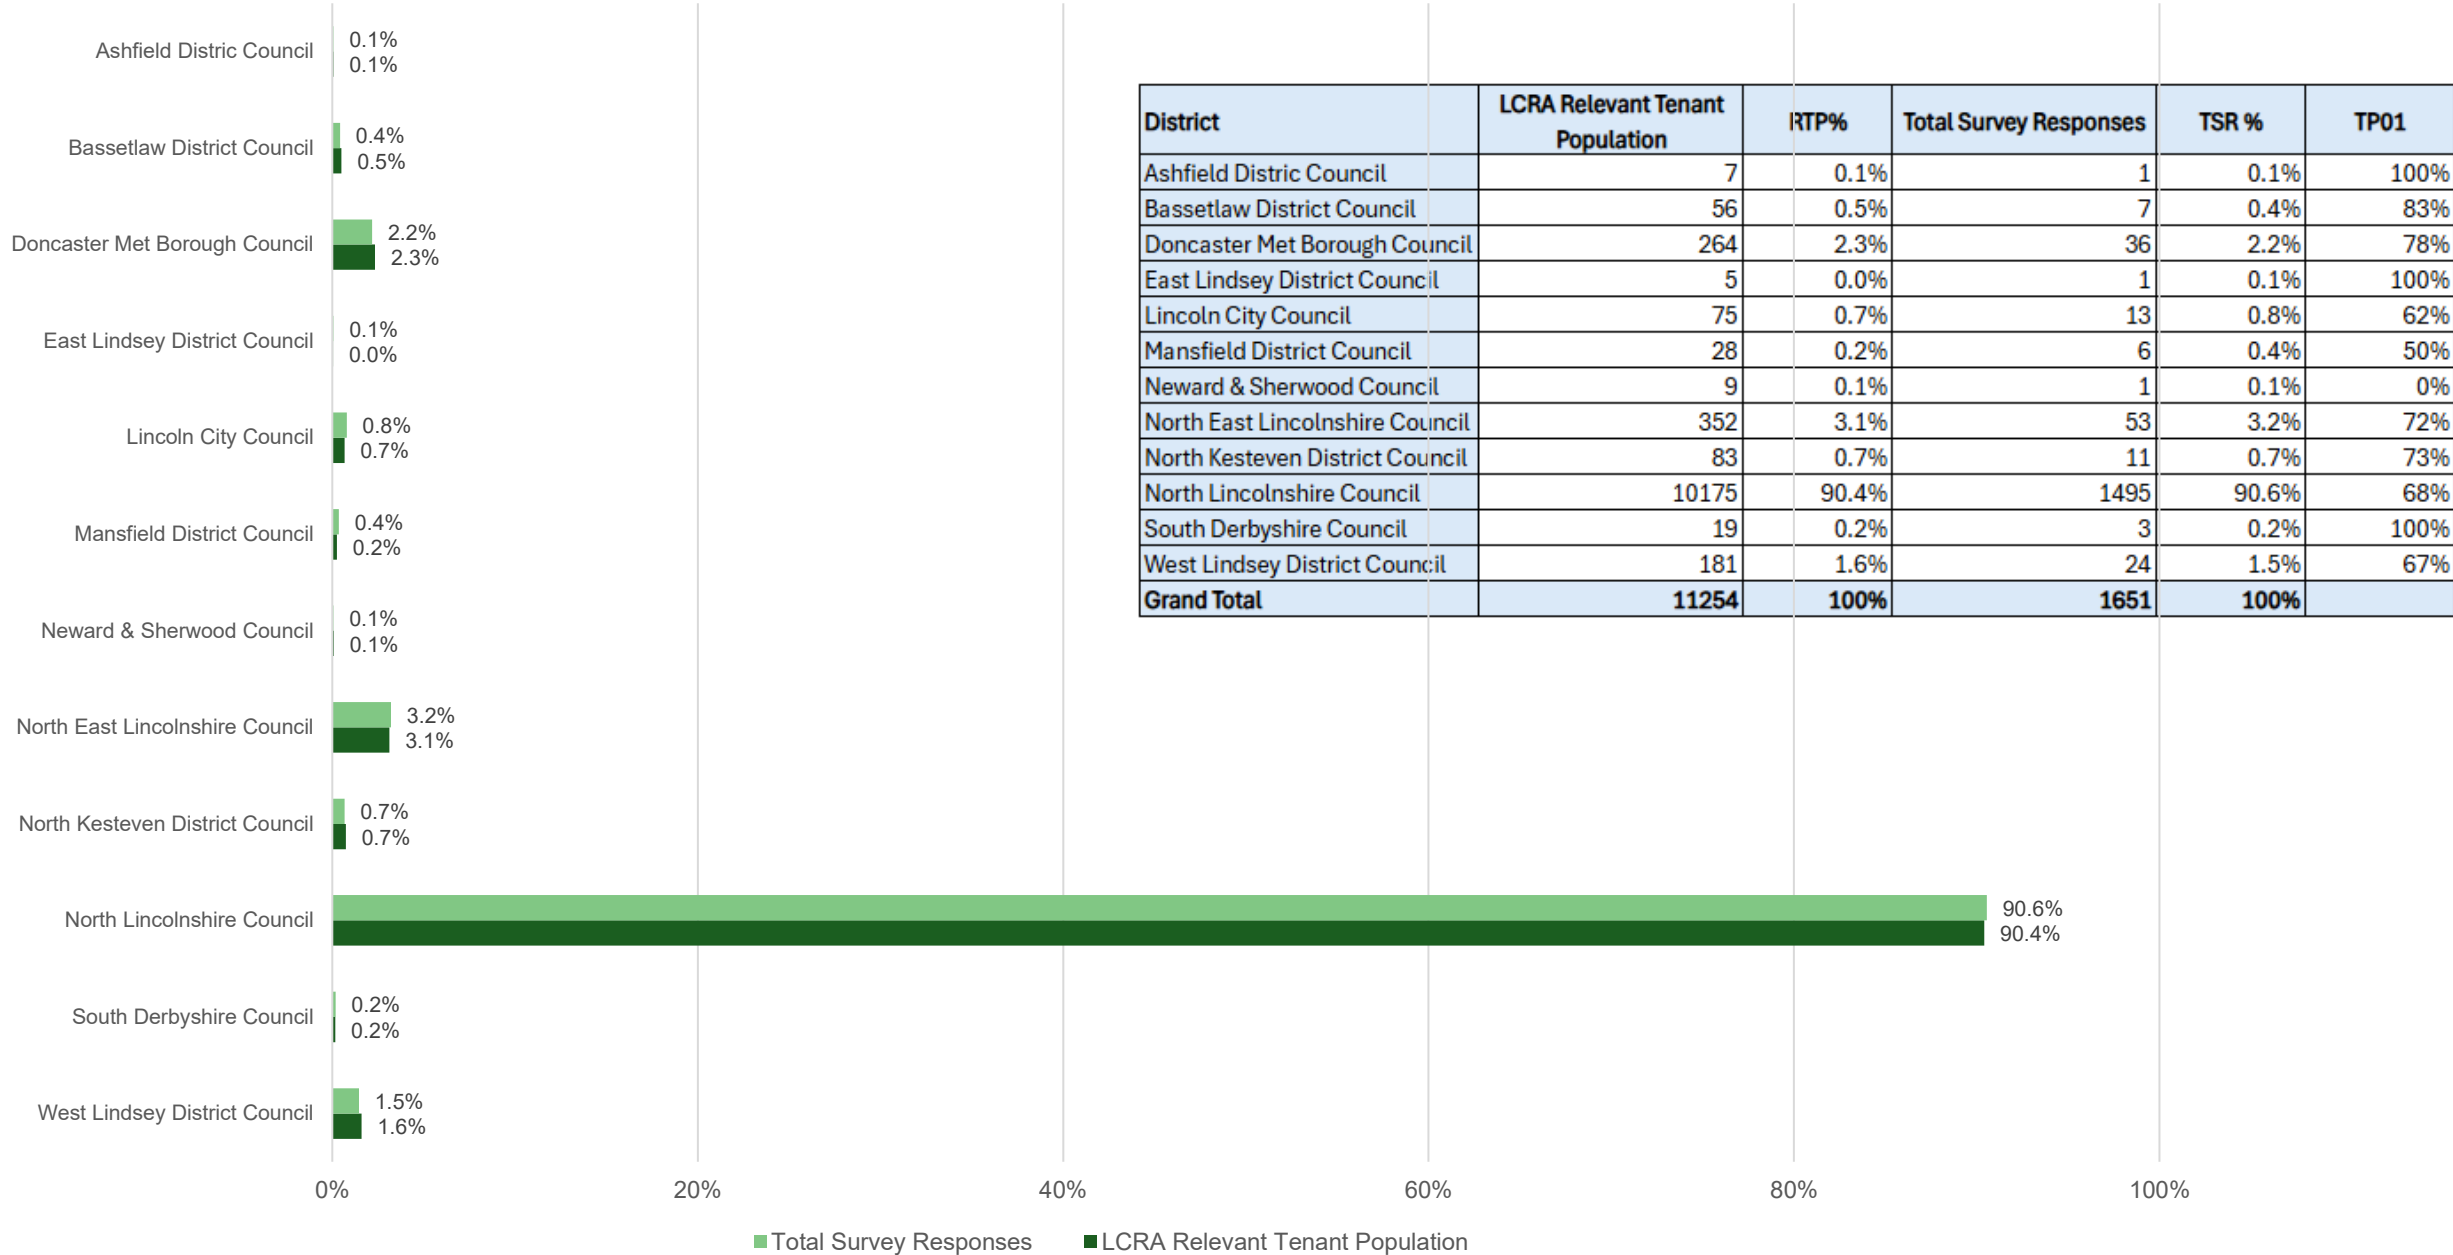 Ashfield Distric Council
0.1%
0.1%
Bassetlaw District Council
0.4%
0.5%
Doncaster Met Borough Council
2.2%
2.3%
East Lindsey District Council
0.1%
0.0%
Lincoln City Council
0.8%
0.7%
Mansfield District Council
0.4%
0.2%
Neward & Sherwood Council
0.1%
0.1%
North East Lincolnshire Council
3.2%
3.1%
North Kesteven District Council
0.7%
0.7%
North Lincolnshire Council
90.6%
90.4%
South Derbyshire Council
0.2%
0.2%
West Lindsey District Council
1.5%
1.6%
0% 20% 40% 60% 80% 100%
Total Survey Responses LCRA Relevant Tenant Population
District LCRA Relevant Tenant Population RTP% Total Survey Responses TSR % TP01
Ashfield Distric Council 7 0.1% 1 0.1% 100%
Bassetlaw District Council 56 0.5% 7 0.4% 83%
Doncaster Met Borough Council 264 2.3% 36 2.2% 78%
East Lindsey District Council 5 0.0% 1 0.1% 100%
Lincoln City Council 75 0.7% 13 0.8% 62%
Mansfield District Council 28 0.2% 6 0.4% 50%
Neward & Sherwood Council 9 0.1% 1 0.1% 0%
North East Lincolnshire Council 352 3.1% 53 3.2% 72%
North Kesteven District Council 83 0.7% 11 0.7% 73%
North Lincolnshire Council 10175 90.4% 1495 90.6% 68%
South Derbyshire Council 19 0.2% 3 0.2% 100%
West Lindsey District Council 181 1.6% 24 1.5% 67%
Grand Total 11254 100% 1651 100%